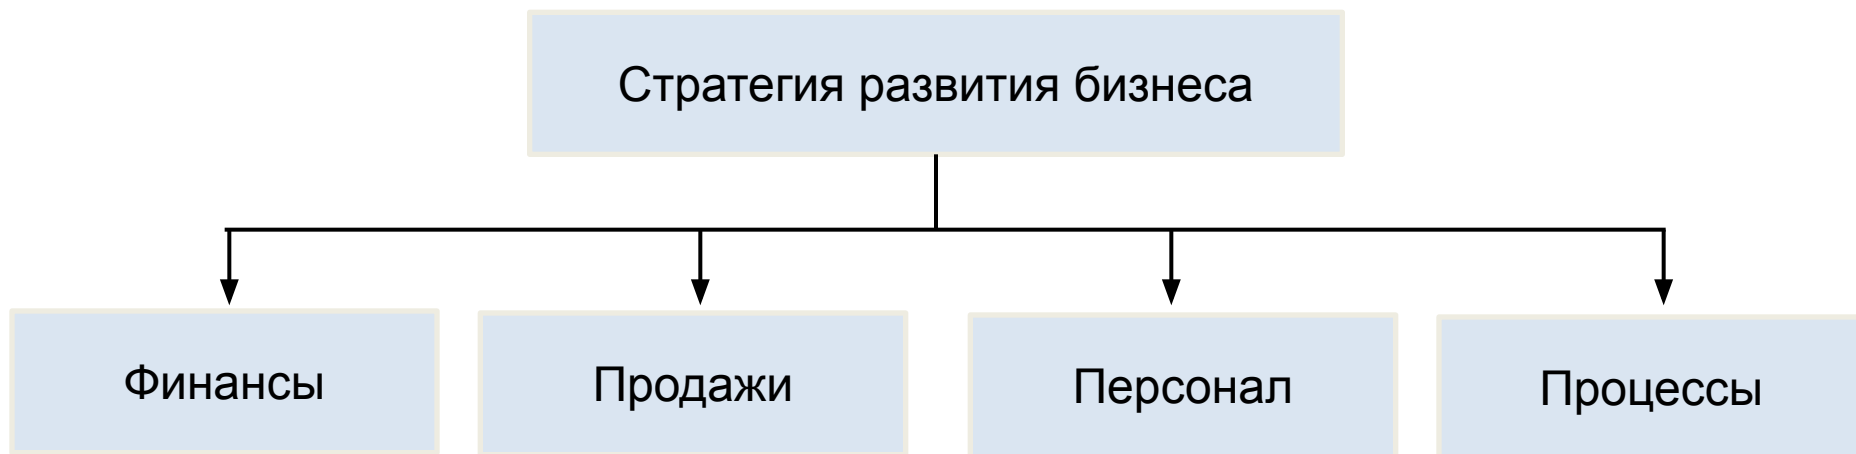 Стратегия развития бизнеса
Финансы
Продажи
Персонал
Процессы